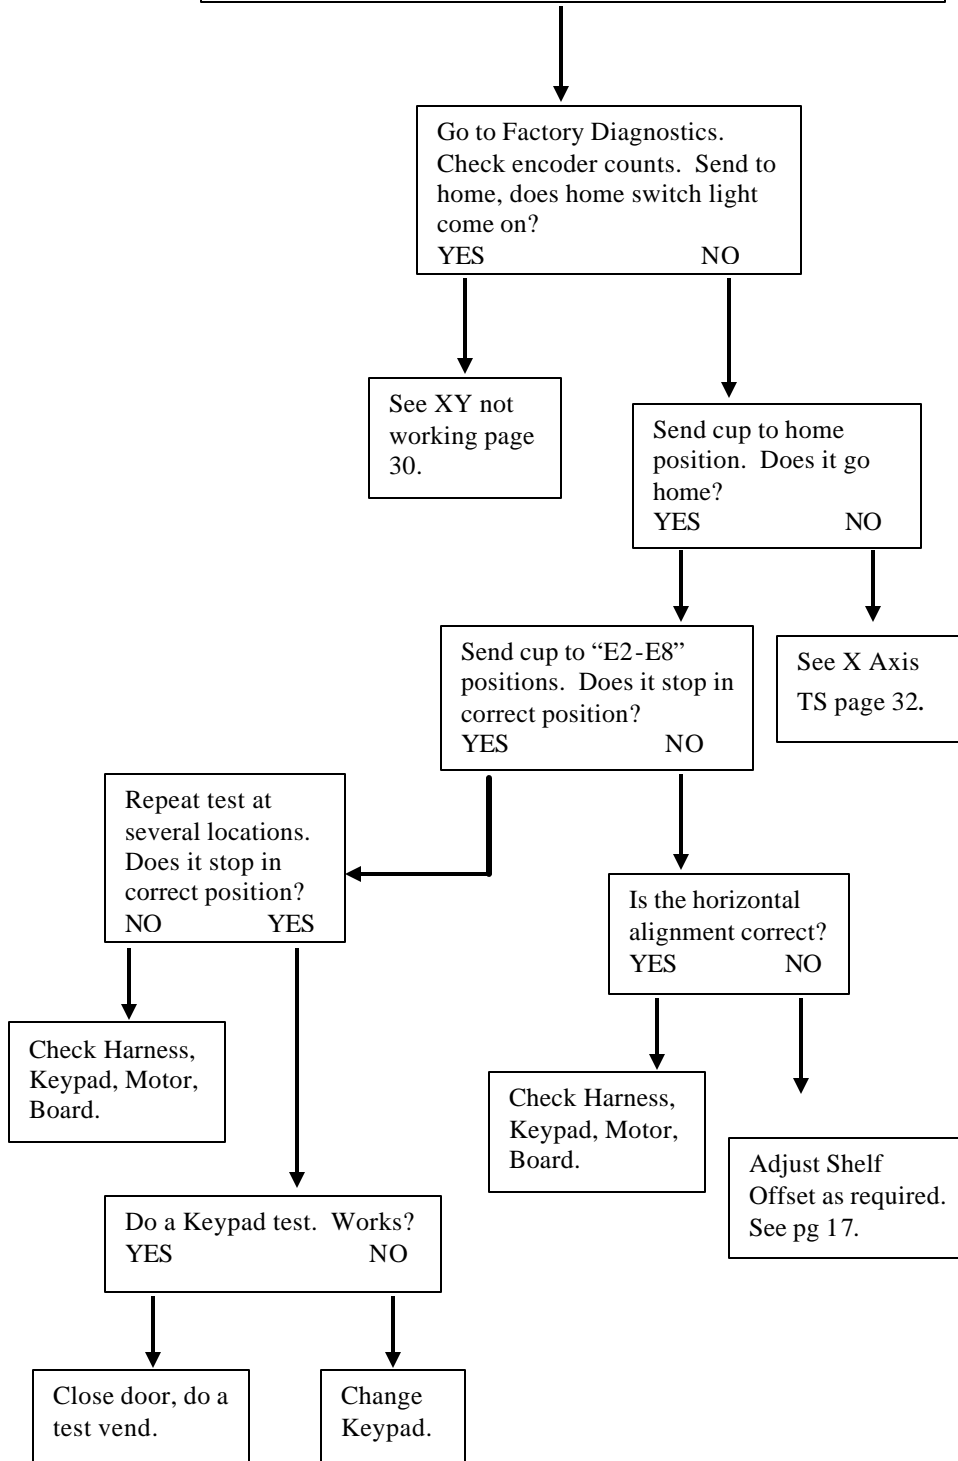 Go to Factory Diagnostics.
Check encoder counts.  Send to
home, does home switch light
come on?
YES NO
See XY not
working page
30.
Send cup to home
position.  Does it go
home?
YES NO
Send cup to “E2-E8”
positions.  Does it stop in
correct position?
YES NO
See X Axis
TS page 32.
Repeat test at
several locations.
Does it stop in
correct position?
NO YES
Is the horizontal
alignment correct?
YES NO
Check Harness,
Keypad, Motor,
Board.
Check Harness,
Keypad, Motor,
Board.
Adjust Shelf
Offset as required.
See pg 17.
Do a Keypad test.  Works?
YES NO
Close door, do a
test vend.
Change
Keypad.